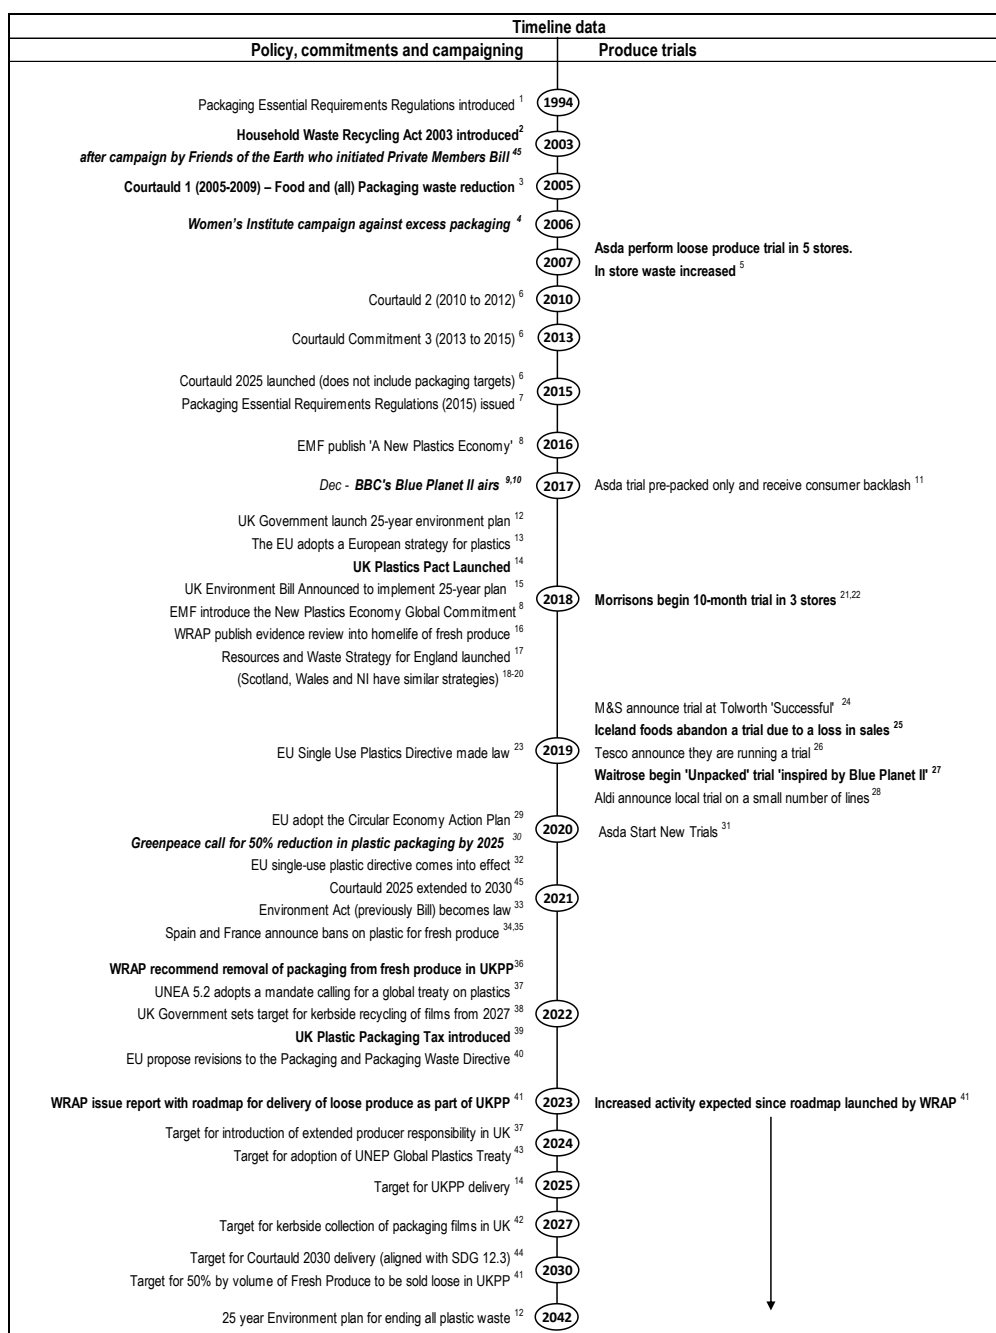 Timeline data
Policy, commitments and campaigning
Produce trials
Packaging Essential Requirements Regulations introduced 1
1994
Household Waste Recycling Act 2003 introduced2
after campaign by Friends of the Earth who initiated Private Members Bill 45
2003
Courtauld 1 (2005-2009) – Food and (all) Packaging waste reduction 3
2005
Women's Institute campaign against excess packaging 4
2006
2007
Asda perform loose produce trial in 5 stores.
In store waste increased 5
Courtauld 2 (2010 to 2012) 6
2010
Courtauld Commitment 3 (2013 to 2015) 6
2013
Courtauld 2025 launched (does not include packaging targets) 6
Packaging Essential Requirements Regulations (2015) issued 7
2015
EMF publish 'A New Plastics Economy' 8
2016
Dec - BBC's Blue Planet II airs 9,10
2017
Asda trial pre-packed only and receive consumer backlash 11
UK Government launch 25-year environment plan 12
The EU adopts a European strategy for plastics 13
UK Plastics Pact Launched 14
UK Environment Bill Announced to implement 25-year plan 15
EMF introduce the New Plastics Economy Global Commitment 8
WRAP publish evidence review into homelife of fresh produce 16
Resources and Waste Strategy for England launched 17
(Scotland, Wales and NI have similar strategies) 18-20
2018
Morrisons begin 10-month trial in 3 stores 21,22
EU Single Use Plastics Directive made law 23
2019
M&S announce trial at Tolworth 'Successful' 24
Iceland foods abandon a trial due to a loss in sales 25
Tesco announce they are running a trial 26
Waitrose begin 'Unpacked' trial 'inspired by Blue Planet II' 27
Aldi announce local trial on a small number of lines 28
EU adopt the Circular Economy Action Plan 29
Greenpeace call for 50% reduction in plastic packaging by 2025 30
2020
Asda Start New Trials 31
EU single-use plastic directive comes into effect 32
Courtauld 2025 extended to 2030 45
Environment Act (previously Bill) becomes law 33
Spain and France announce bans on plastic for fresh produce 34,35
2021
WRAP recommend removal of packaging from fresh produce in UKPP36
UNEA 5.2 adopts a mandate calling for a global treaty on plastics 37
UK Government sets target for kerbside recycling of films from 2027 38
UK Plastic Packaging Tax introduced 39
EU propose revisions to the Packaging and Packaging Waste Directive 40
2022
WRAP issue report with roadmap for delivery of loose produce as part of UKPP 41
2023
Increased activity expected since roadmap launched by WRAP 41
Target for introduction of extended producer responsibility in UK 37
Target for adoption of UNEP Global Plastics Treaty 43
2024
Target for UKPP delivery 14
2025
Target for kerbside collection of packaging films in UK 42
2027
Target for Courtauld 2030 delivery (aligned with SDG 12.3) 44
Target for 50% by volume of Fresh Produce to be sold loose in UKPP 41
2030
25 year Environment plan for ending all plastic waste 12
2042